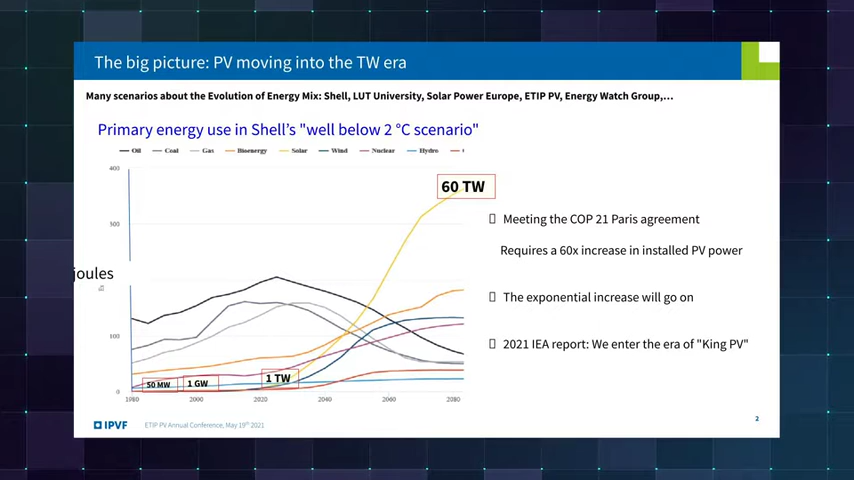 The big picture: PV moving into the TW era
Many scenarios about the Evolution of Energy Mix: Shell, LUT University, Solar Power Europe, ETIP PV, Energy Watch Group,...
Primary energy use in Shell's "well below 2 °C scenario"
Oil Coal Gas Bioenergy Solar Wind Nuclear Hydro
400
60 TW
300
Meeting the COP 21 Paris agreement
Requires a 60x increase in installed PV power
joules
The exponential increase will go on
100
2021 IEA report: We enter the era of "King PV"
50 MW 1 GW 1 TW
0
1980 2000 2020 2040 2060 2080
IPVF
ETIP PV Annual Conference, May 19th 2021
2